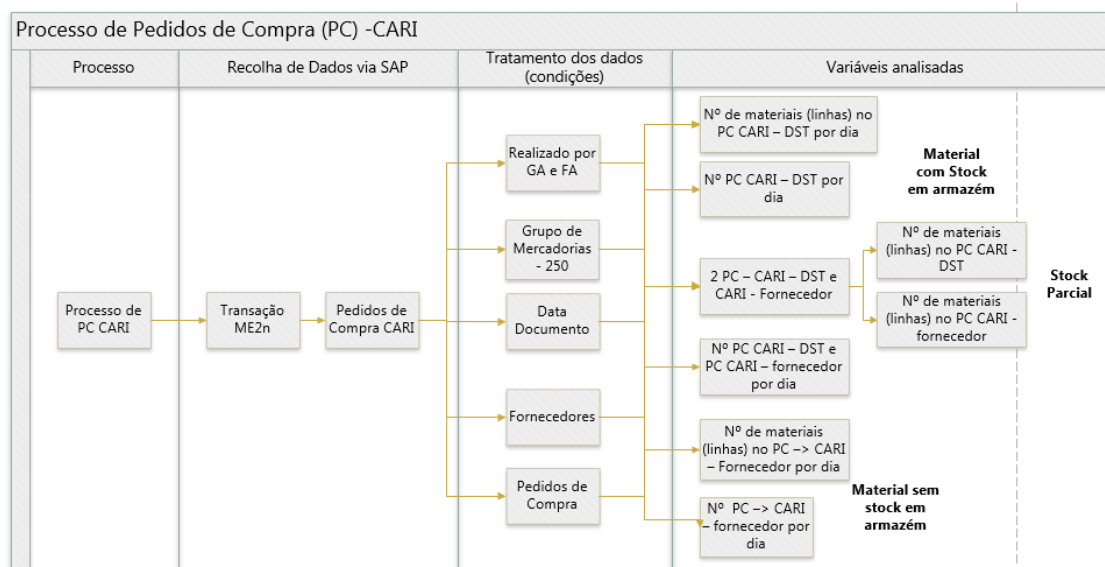 Processo de Pedidos de Compra (PC) -CARI
Processo
Recolha de Dados via SAP
Tratamento dos dados
(condições)
Variáveis analisadas
Processo de
PC CARI
Transação
ME2n
Pedidos de
Compra CARI
Realizado por
GA e FA
Grupo de
Mercadorias
- 250
Data
Documento
Fornecedores
Pedidos de
Compra
Nº de materiais (linhas) no
PC CARI – DST por dia
Nº PC CARI – DST por
dia
2 PC – CARI – DST e
CARI - Fornecedor
Nº PC CARI – DST e
PC CARI – fornecedor
por dia
Nº de materiais
(linhas) no PC –> CARI
– Fornecedor por dia
Nº PC –> CARI
– fornecedor por
dia
Material
com Stock
em armazém
Nº de materiais
(linhas) no PC CARI -
DST
Nº de materiais
(linhas) no PC CARI -
fornecedor
Stock
Parcial
Material sem
stock em
armazém